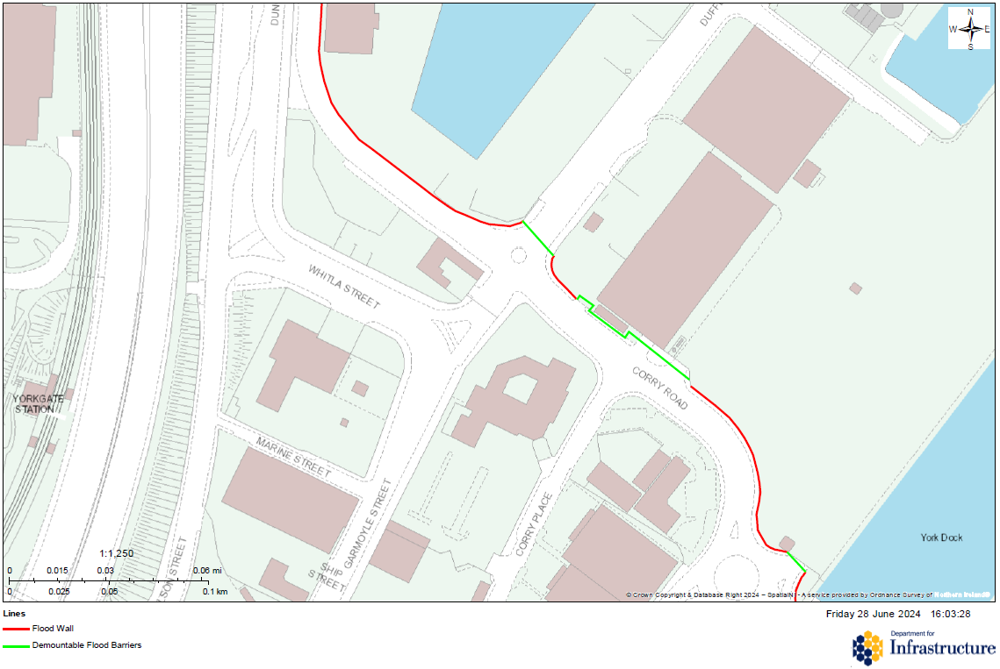 DUN
DUFF
N
W E
S
WHITLA STREET
YORKGATE
STATION
CORRY ROAD
MARINE STREET
GARMOYLE STREET
CORRY PLACE
York Dock
SHIP
STREET
LSON STREET
1:1,250
0 0.015 0.03 0.06 mi
0 0.025 0.05 0.1 km
© Crown Copyright & Database Right 2024 – SpatialNI - A service provided by Ordnance Survey of Northern Ireland®
Lines
Flood Wall
Demountable Flood Barriers
Friday 28 June 2024 16:03:28
Department for
Infrastructure